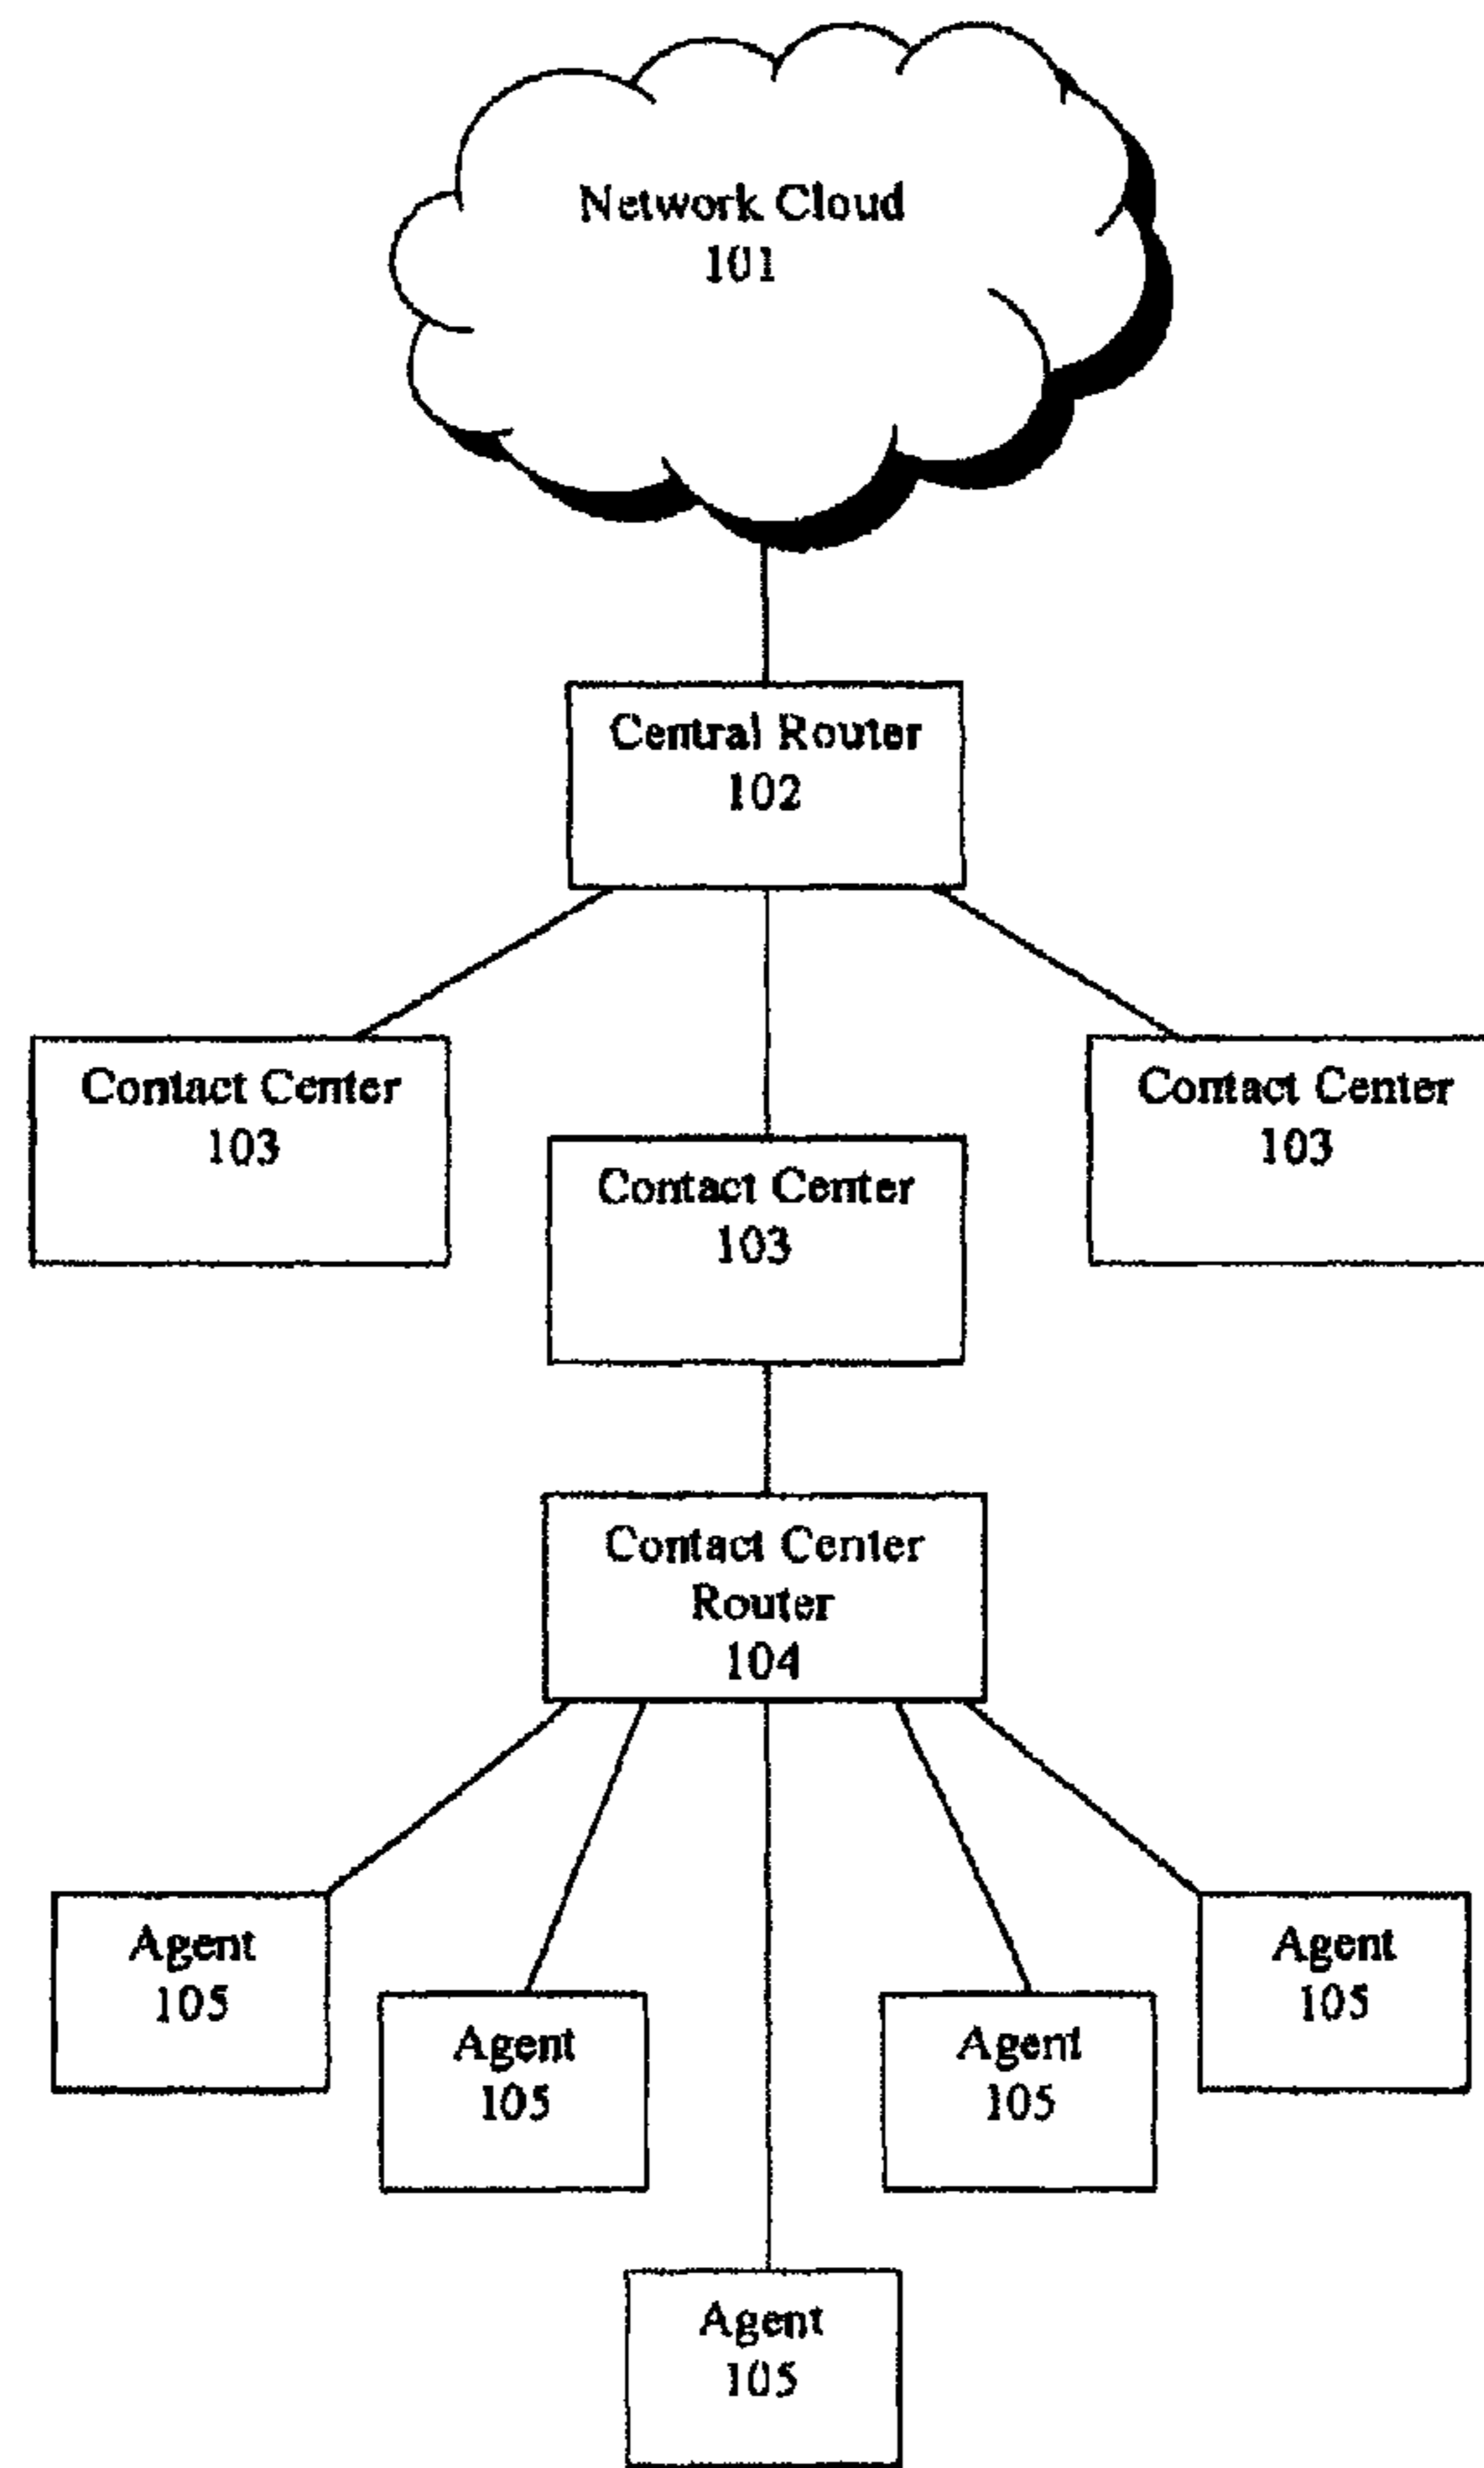 Network Cloud
101
Central Router
102
Contact Center
103
Contact Center
103
Contact Center
103
Contact Center
Router
104
Agent
105
Agent
105
Agent
105
Agent
105
Agent
105